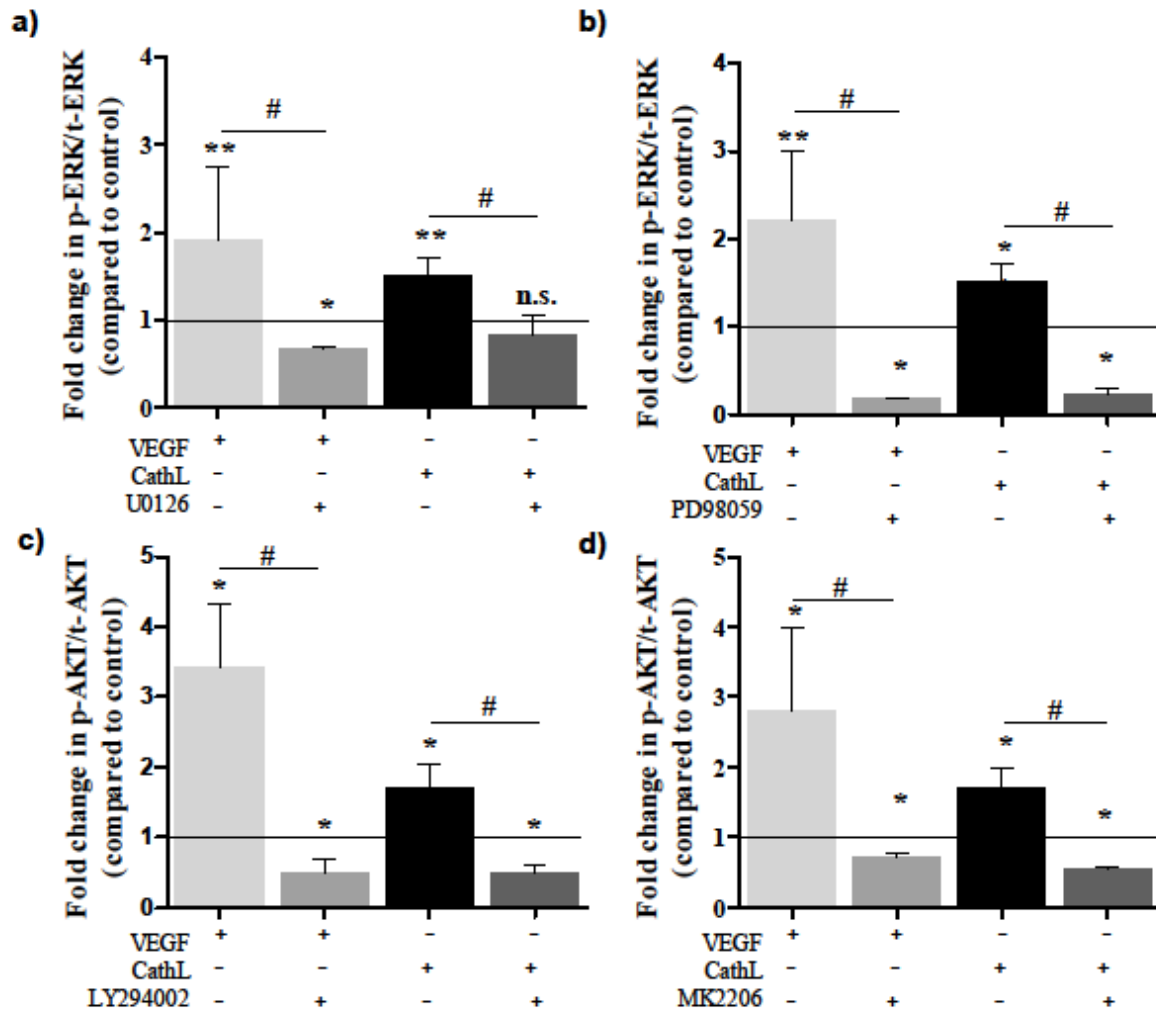 a)
Fold change in p-ERK/t-ERK
(compared to control)
4
3
2
1
0
#
**
*
#
**
n.s.
VEGF + + - -
CathL - - + +
U0126 - + - +
b)
Fold change in p-ERK/t-ERK
(compared to control)
4
3
2
1
0
#
**
*
#
*
*
VEGF + + - -
CathL - - + +
PD98059 - + - +
c)
Fold change in p-AKT/t-AKT
(compared to control)
5
4
3
2
1
0
#
*
*
#
*
*
VEGF + + - -
CathL - - + +
LY294002 - + - +
d)
Fold change in p-AKT/t-AKT
(compared to control)
5
4
3
2
1
0
#
*
*
#
*
*
VEGF + + - -
CathL - - + +
MK2206 - + - +